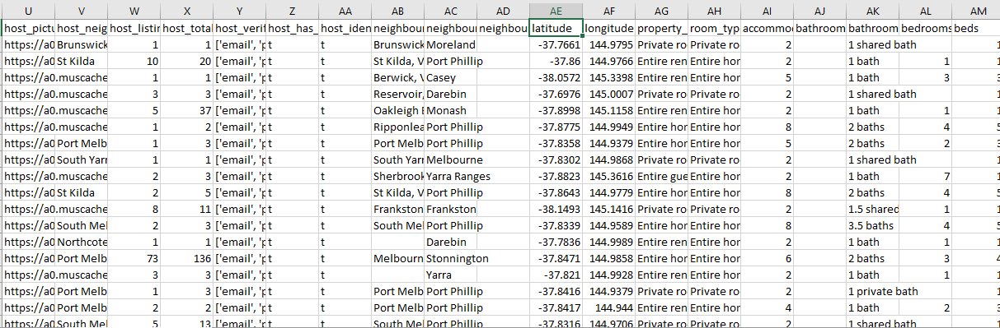 U V W X Y Z AA AB AC AD AE AF AG AH AI AJ AK AL AM
host_pictu host_neig host_listin host_total host_verif host_has_ host_iden neighbour neighbour neighbour latitude longitude property_ room_typ accommo bathroom bathroom bedrooms beds
https://a0 Brunswick 1 1 ['email', 'p t t Brunswick Moreland -37.7661 144.9795 Private ro Private ro 2 1 shared bath 1
https://a0 St Kilda 10 20 ['email', 'p t t St Kilda, V Port Phillip -37.86 144.9766 Entire ren Entire hor 2 1 bath 1 1
https://a0.muscache 1 1 ['email', 'p t t Berwick, V Casey -38.0572 145.3398 Entire ren Entire hor 5 1 bath 3 3
https://a0.muscache 3 3 ['email', 'p t t Reservoir, Darebin -37.6976 145.0007 Private ro Private ro 2 1 shared bath 1
https://a0.muscache 5 37 ['email', 'p t t Oakleigh E Monash -37.8998 145.1158 Entire ren Entire hor 2 1 bath 1 1
https://a0.muscache 1 2 ['email', 'p t t Ripponlea Port Phillip -37.8775 144.9949 Entire hor Entire hor 8 2 baths 4 5
https://a0 Port Melb 1 3 ['email', 'p t t Port Melb Port Phillip -37.8358 144.9379 Entire hor Entire hor 5 2 baths 2 3
https://a0 South Yarr 1 1 ['email', 'p t t South Yarr Melbourne -37.8302 144.9868 Private ro Private ro 2 1 shared bath 1
https://a0.muscache 2 3 ['email', 'p t t Sherbrook Yarra Ranges -37.8823 145.3616 Entire gue Entire hor 2 1 bath 7 1
https://a0 St Kilda 2 5 ['email', 'p t t St Kilda, V Port Phillip -37.8643 144.9779 Entire hor Entire hor 8 2 baths 4 5
https://a0.muscache 8 11 ['email', 'p t t Frankston Frankston -38.1493 145.1416 Private ro Private ro 2 1.5 shared 1 1
https://a0 South Mel 2 3 ['email', 'p t t South Mel Port Phillip -37.8339 144.9589 Entire hor Entire hor 8 3.5 baths 4 5
https://a0 Northcote 1 1 ['email', 'p t t Darebin -37.7836 144.9989 Entire ren Entire hor 2 1 bath 1 1
https://a0 Port Melb 73 136 ['email', 'p t t Melbourn Stonnington -37.8471 144.9858 Entire hor Entire hor 6 2 baths 3 4
https://a0.muscache 3 3 ['email', 'p t t Yarra -37.821 144.9928 Entire ren Entire hor 2 1 bath 1 1
https://a0 Port Melb 1 3 ['email', 'p t t Port Melb Port Phillip -37.8416 144.9379 Private ro Private ro 2 1 private bath 1
https://a0 Port Melb 2 2 ['email', 'p t t Port Melb Port Phillip -37.8417 144.944 Entire ren Entire hor 4 1 bath 2 3
https://a0 South Mel 5 13 ['email', 'p t t South Mel Port Phillip -37.8316 144.9706 Private ro Private ro 2 1 shared bath 1